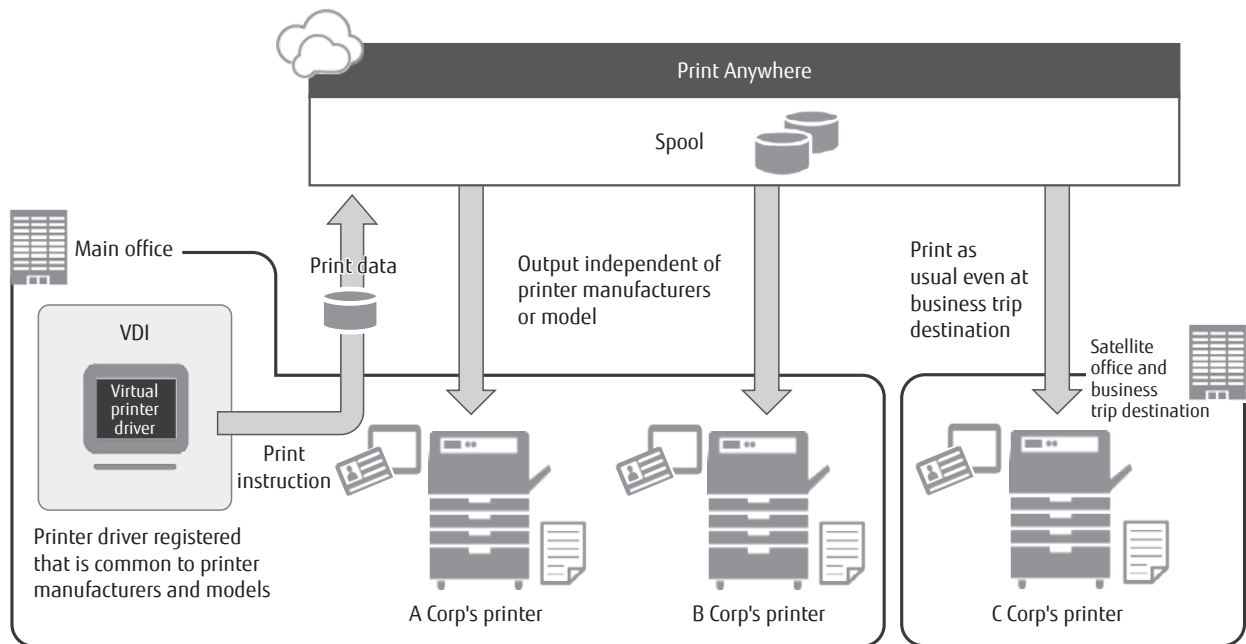 Print Anywhere
Spool
Main office
Print data
Output independent of
printer manufacturers
or model
Print as
usual even at
business trip
destination
VDI
Virtual
printer
driver
Satellite
office and
business
trip destination
Print
instruction
Printer driver registered
that is common to printer
manufacturers and models
A Corp's printer
B Corp's printer
C Corp's printer